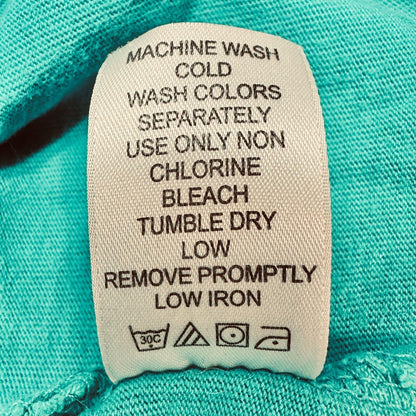 MACHINE WASH
COLD
WASH COLORS
SEPARATELY
USE ONLY NON
CHLORINE
BLEACH
TUMBLE DRY
LOW
REMOVE PROMPTLY
LOW IRON
30C